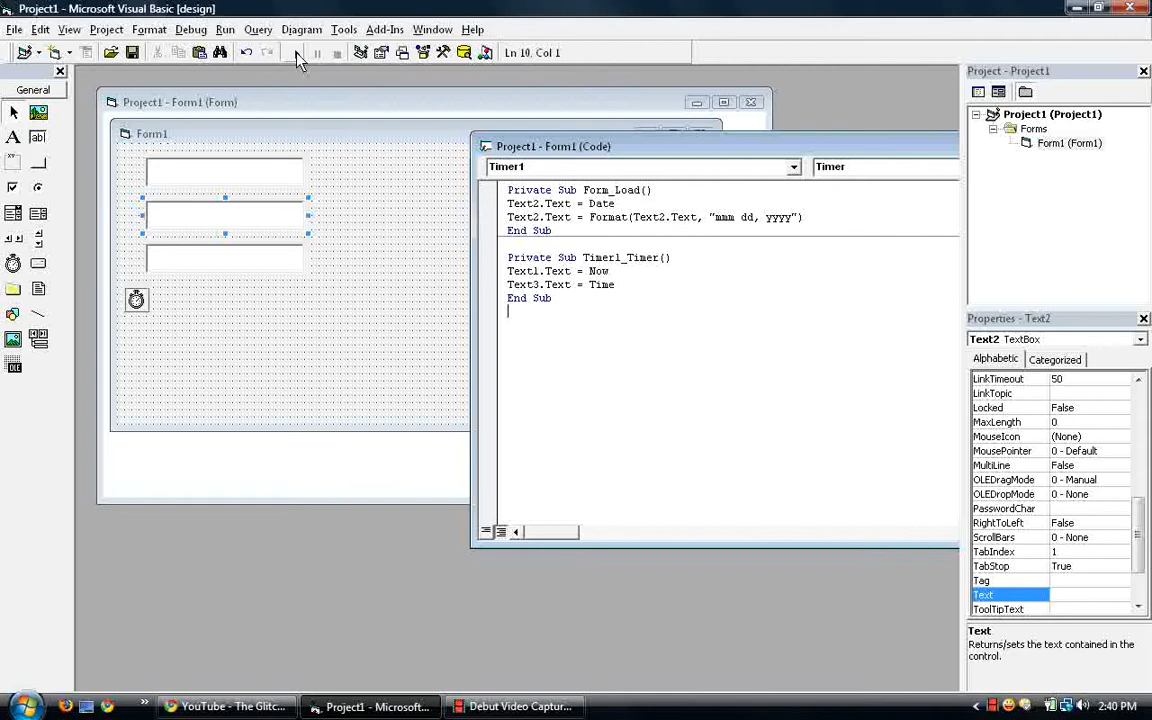 Project1 - Microsoft Visual Basic [design]
File Edit View Project Format Debug Run Query Diagram Tools Add-Ins Window Help
Ln 10, Col 1
General
Project1 - Form1 (Form)
Form1
Project1 - Form1 (Code)
Timer1
Timer
Private Sub Form_Load()
Text2.Text = Date
Text2.Text = Format(Text2.Text, "mmm dd, yyyy")
End Sub
Private Sub Timer1_Timer()
Text1.Text = Now
Text3.Text = Time
End Sub
Project - Project1
Project1 (Project1)
Forms
Form1 (Form1)
Properties - Text2
Text2 TextBox
Alphabetic Categorized
LinkTimeout 50
LinkTopic
Locked False
MaxLength 0
MouseIcon (None)
MousePointer 0 - Default
MultiLine False
OLEDragMode 0 - Manual
OLEDropMode 0 - None
PasswordChar
RightToLeft False
ScrollBars 0 - None
TabIndex 1
TabStop True
Tag
Text
ToolTipText
Text
Returns/sets the text contained in the
control.
YouTube - The Glitc...
Project1 - Microsoft...
Debut Video Captur...
2:40 PM